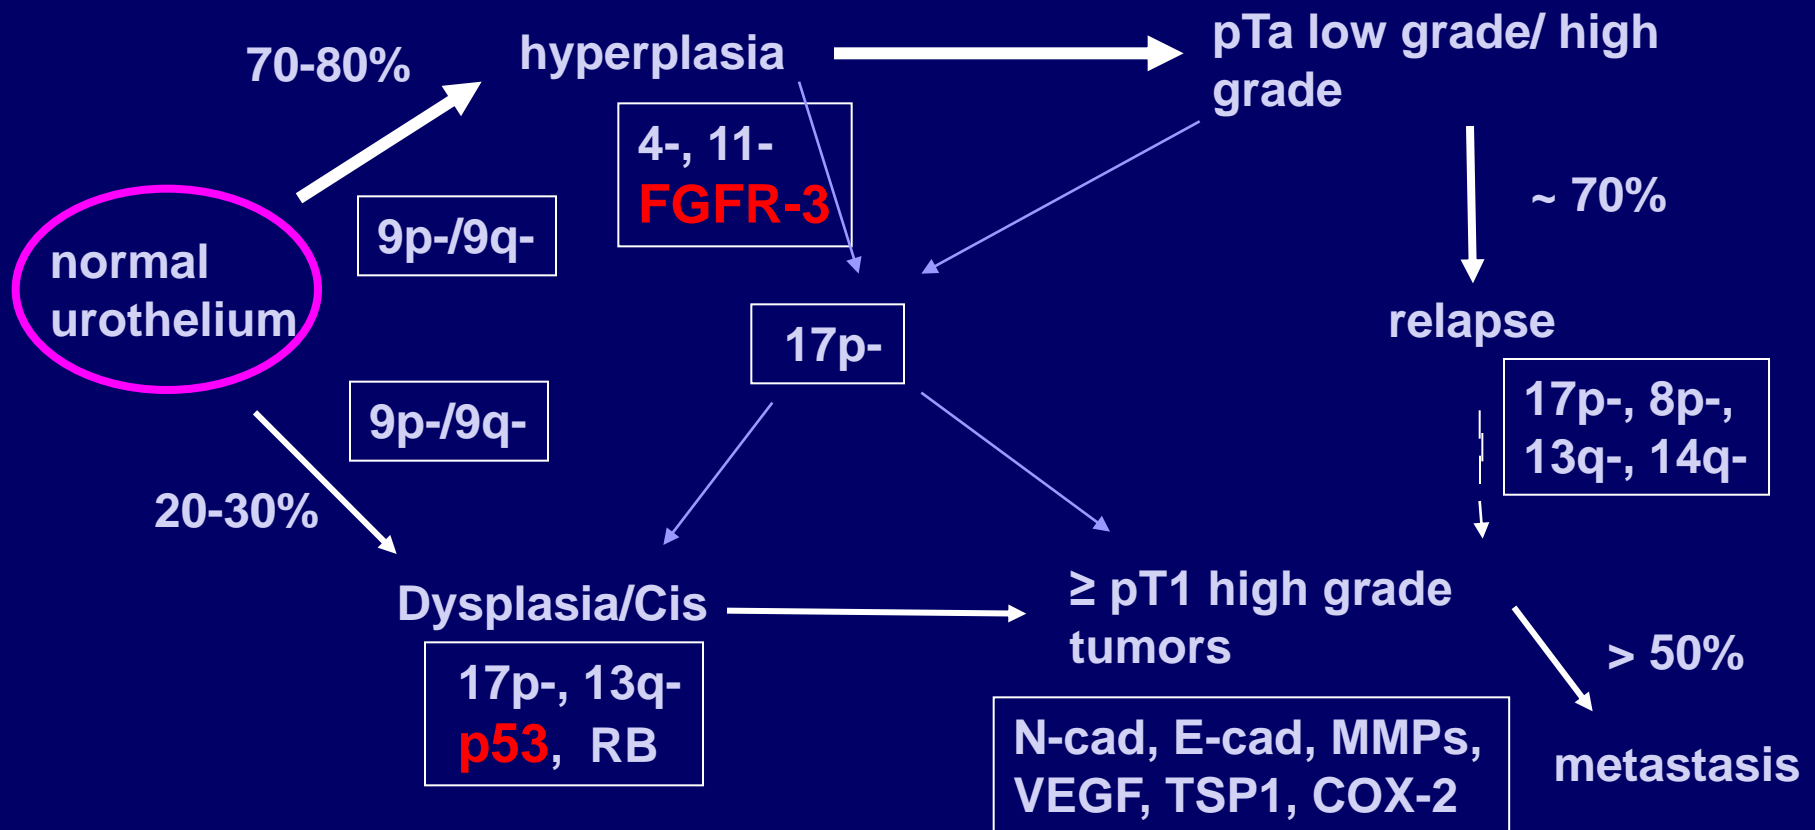 70-80%
hyperplasia
pTa low grade/ high
grade
4-, 11-
FGFR-3
~ 70%
9p-/9q-
normal
urothelium
17p-
relapse
9p-/9q-
17p-, 8p-,
13q-, 14q-
20-30%
Dysplasia/Cis
≥ pT1 high grade
tumors
> 50%
17p-, 13q-
p53, RB
N-cad, E-cad, MMPs,
VEGF, TSP1, COX-2
metastasis